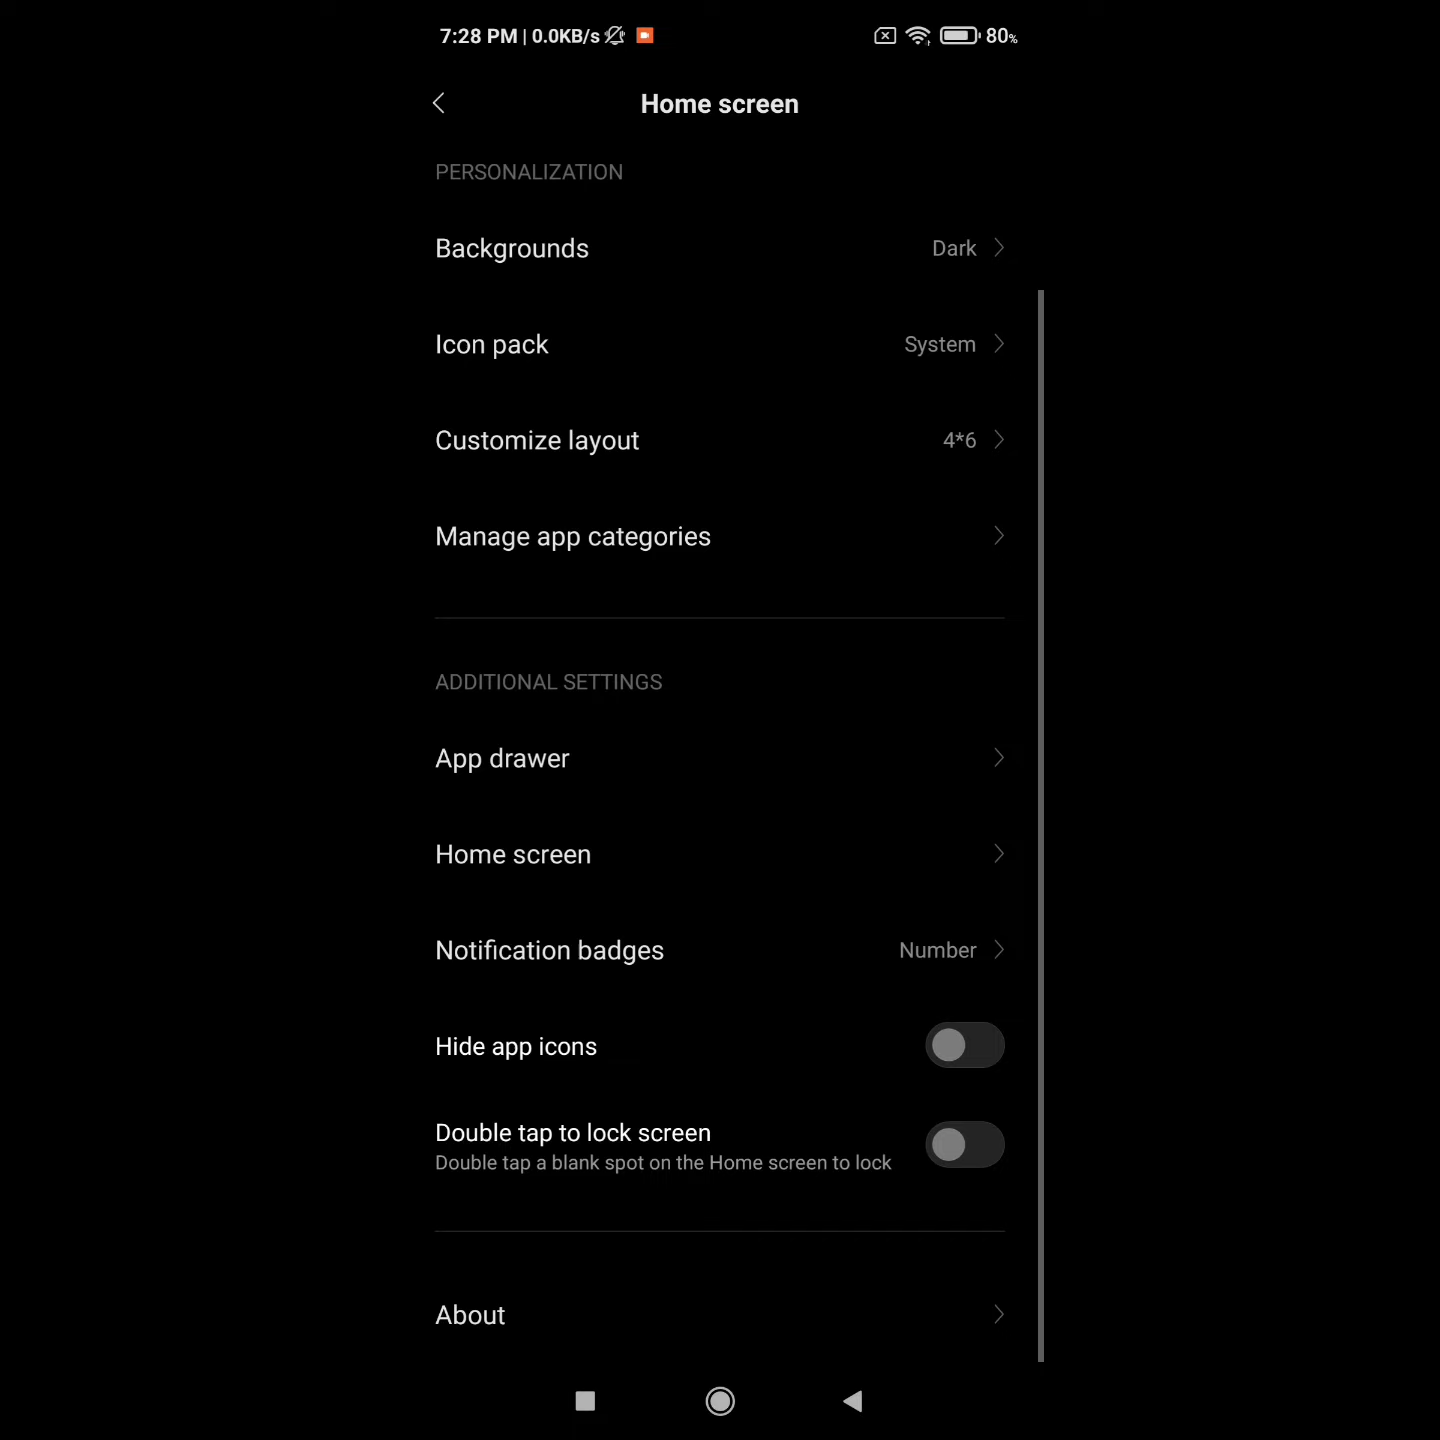 7:28 PM | 0.0KB/s 80%
Home screen
PERSONALIZATION
Backgrounds Dark
Icon pack System
Customize layout 4*6
Manage app categories
ADDITIONAL SETTINGS
App drawer
Home screen
Notification badges Number
Hide app icons
Double tap to lock screen
Double tap a blank spot on the Home screen to lock
About